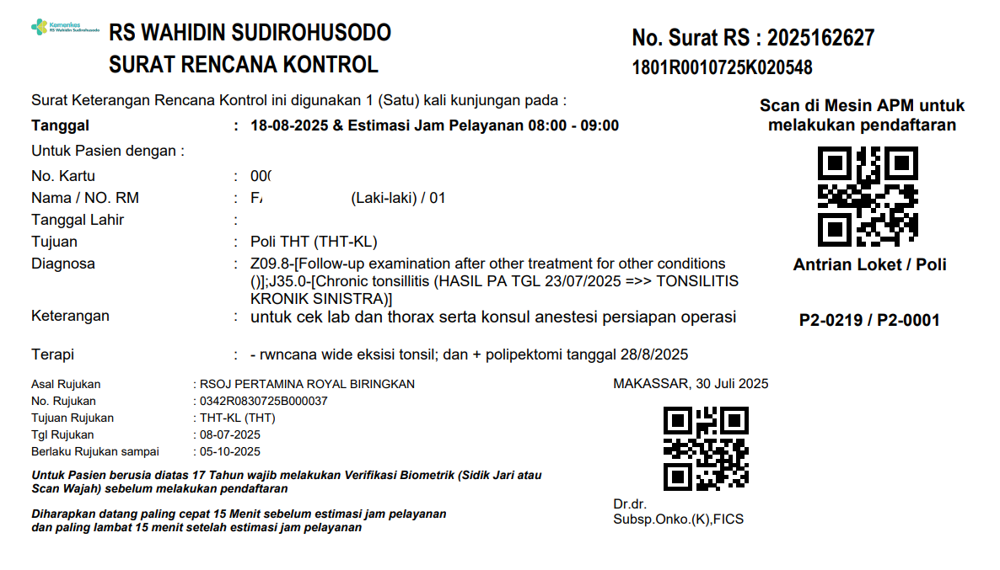 Kemenkes
RS Wahidin Sudirohusodo
RS WAHIDIN SUDIROHUSODO
SURAT RENCANA KONTROL
No. Surat RS : 2025162627
1801R0010725K020548
Surat Keterangan Rencana Kontrol ini digunakan 1 (Satu) kali kunjungan pada :
Tanggal : 18-08-2025 & Estimasi Jam Pelayanan 08:00 - 09:00
Untuk Pasien dengan :
No. Kartu : 000
Nama / NO. RM : FA (Laki-laki) / 01
Tanggal Lahir :
Tujuan : Poli THT (THT-KL)
Diagnosa : Z09.8-[Follow-up examination after other treatment for other conditions
()];J35.0-[Chronic tonsillitis (HASIL PA TGL 23/07/2025 =>> TONSILITIS
KRONIK SINISTRA)]
Keterangan : untuk cek lab dan thorax serta konsul anestesi persiapan operasi
Terapi : - rwncana wide eksisi tonsil; dan + polipektomi tanggal 28/8/2025
Scan di Mesin APM untuk
melakukan pendaftaran
Antrian Loket / Poli
P2-0219 / P2-0001
Asal Rujukan : RSOJ PERTAMINA ROYAL BIRINGKAN
No. Rujukan : 0342R0830725B000037
Tujuan Rujukan : THT-KL (THT)
Tgl Rujukan : 08-07-2025
Berlaku Rujukan sampai : 05-10-2025
Untuk Pasien berusia diatas 17 Tahun wajib melakukan Verifikasi Biometrik (Sidik Jari atau
Scan Wajah) sebelum melakukan pendaftaran
Diharapkan datang paling cepat 15 Menit sebelum estimasi jam pelayanan
dan paling lambat 15 menit setelah estimasi jam pelayanan
MAKASSAR, 30 Juli 2025
Dr.dr.
Subsp.Onko.(K),FICS